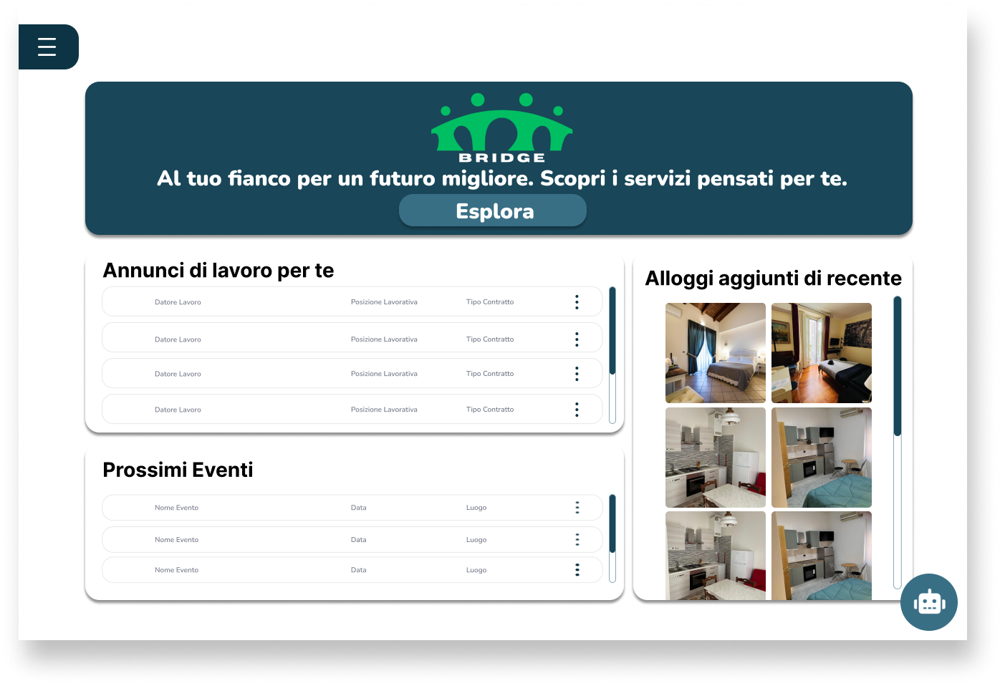 BRIDGE
Al tuo fianco per un futuro migliore. Scopri i servizi pensati per te.
Esplora
Annunci di lavoro per te
Datore Lavoro Posizione Lavorativa Tipo Contratto
Datore Lavoro Posizione Lavorativa Tipo Contratto
Datore Lavoro Posizione Lavorativa Tipo Contratto
Datore Lavoro Posizione Lavorativa Tipo Contratto
Prossimi Eventi
Nome Evento Data Luogo
Nome Evento Data Luogo
Nome Evento Data Luogo
Alloggi aggiunti di recente